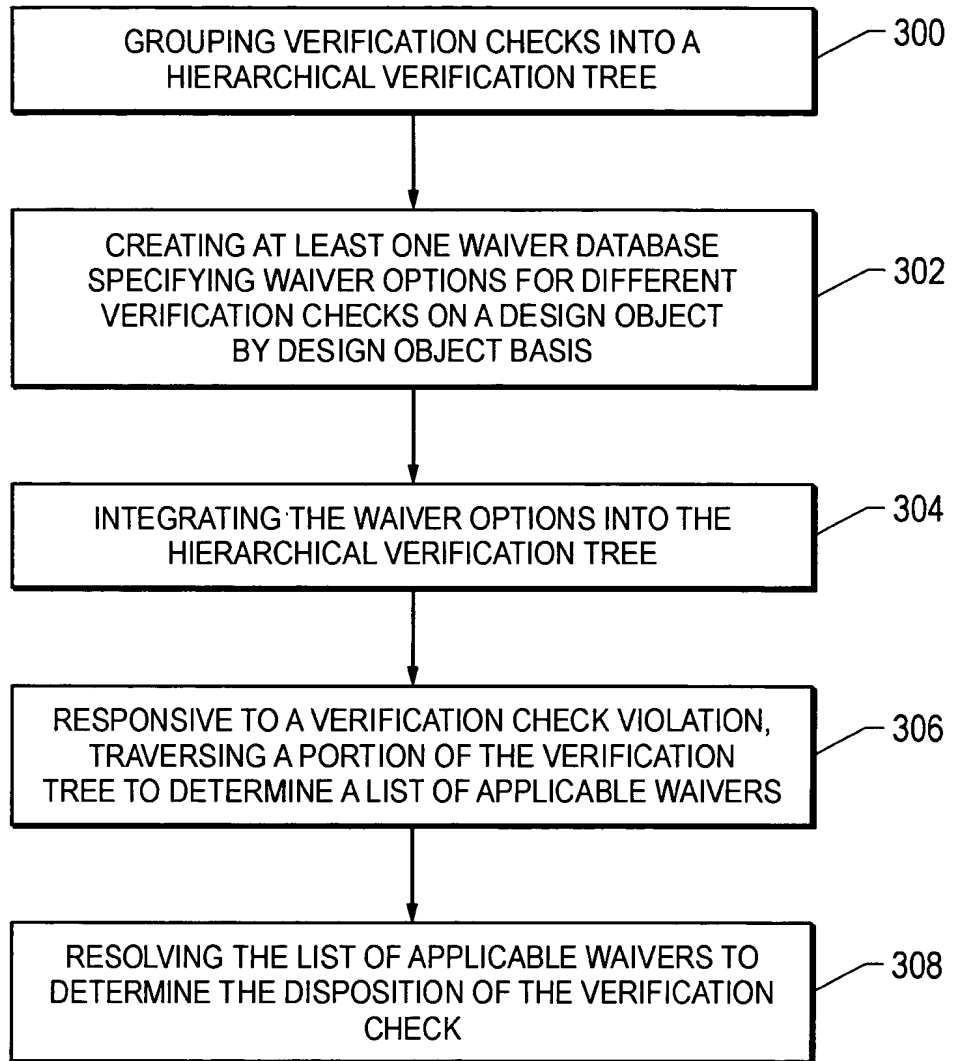 GROUPING VERIFICATION CHECKS INTO A
HIERARCHICAL VERIFICATION TREE
300
CREATING AT LEAST ONE WAIVER DATABASE
SPECIFYING WAIVER OPTIONS FOR DIFFERENT
VERIFICATION CHECKS ON A DESIGN OBJECT
BY DESIGN OBJECT BASIS
302
INTEGRATING THE WAIVER OPTIONS INTO THE
HIERARCHICAL VERIFICATION TREE
304
RESPONSIVE TO A VERIFICATION CHECK VIOLATION,
TRAVERSING A PORTION OF THE VERIFICATION
TREE TO DETERMINE A LIST OF APPLICABLE WAIVERS
306
RESOLVING THE LIST OF APPLICABLE WAIVERS TO
DETERMINE THE DISPOSITION OF THE VERIFICATION
CHECK
308